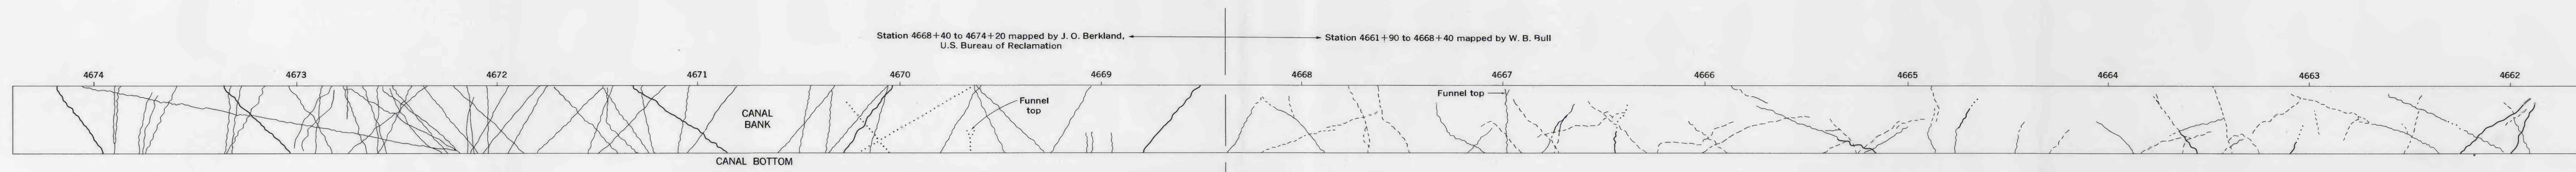 Station 4668+40 to 4674+20 mapped by J. O. Berkland,
U.S. Bureau of Reclamation
Station 4661+90 to 4668+40 mapped by W. B. Bull
4674 4673 4672 4671 4670 4669 4668 4667 4666 4665 4664 4663 4662
Funnel top
Funnel
top
CANAL
BANK
CANAL BOTTOM